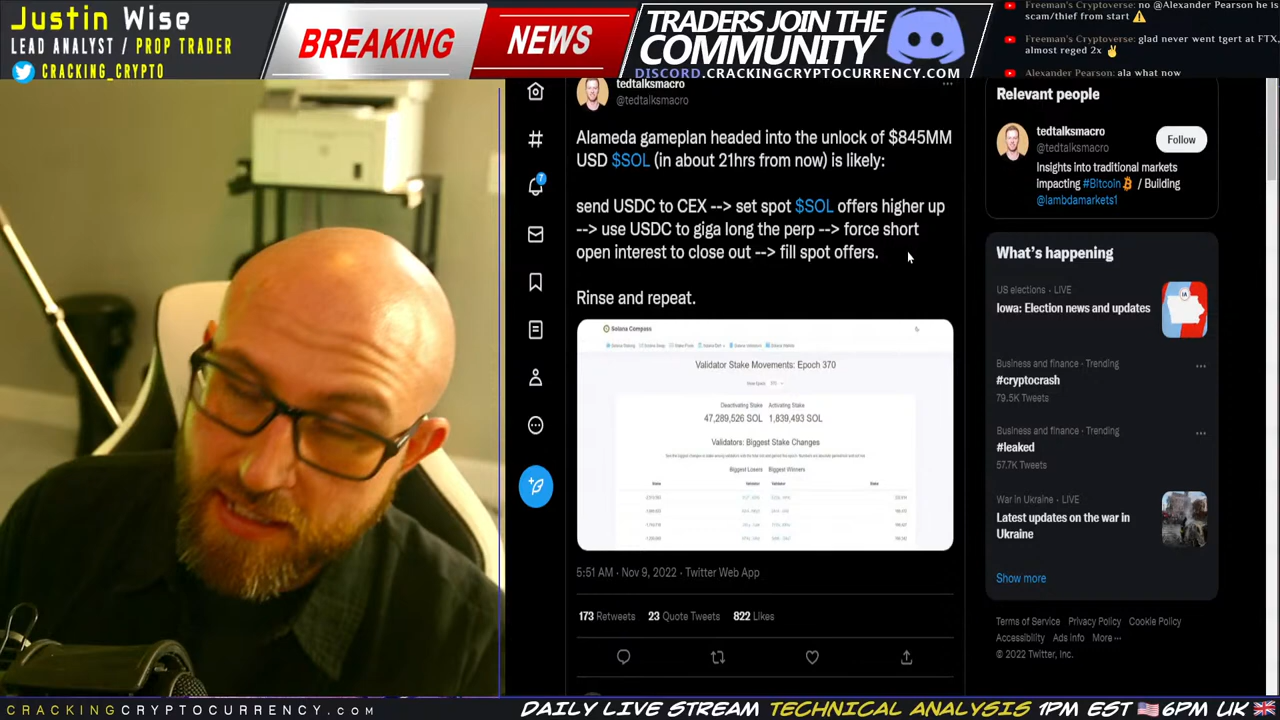 Justin Wise
LEAD ANALYST / PROP TRADER
CRACKING_CRYPTO
BREAKING
NEWS
TRADERS JOIN THE
COMMUNITY
DISCORD.CRACKINGCRYPTOCURRENCY.COM
Freeman's Cryptoverse: no @Alexander Pearson he is
scam/thief from start
Freeman's Cryptoverse: glad never went tgert at FTX,
almost reged 2x
Alexander Pearson: ala what now
tedtalksmacro
@tedtalksmacro
Alameda gameplan headed into the unlock of $845MM
USD $SOL (in about 21hrs from now) is likely:
send USDC to CEX --> set spot $SOL offers higher up
--> use USDC to giga long the perp --> force short
open interest to close out --> fill spot offers.
Rinse and repeat.
Solana Compass
Validator Stake Movements: Epoch 370
Deactivating Stake Activating Stake
47,289,526 SOL 1,839,493 SOL
Validators: Biggest Stake Changes
Biggest Losers Biggest Winners
Stake Validator Validator Stake
5:51 AM · Nov 9, 2022 · Twitter Web App
173 Retweets 23 Quote Tweets 822 Likes
7
Relevant people
tedtalksmacro
@tedtalksmacro
Follow
Insights into traditional markets
impacting #Bitcoin / Building
@lambdamarkets1
What's happening
US elections · LIVE
Iowa: Election news and updates
Business and finance · Trending
#cryptocrash
79.5K Tweets
Business and finance · Trending
#leaked
57.7K Tweets
War in Ukraine · LIVE
Latest updates on the war in
Ukraine
Show more
Terms of Service Privacy Policy Cookie Policy
Accessibility Ads info More ···
© 2022 Twitter, Inc.
CRACKINGCRYPTOCURRENCY.com
DAILY LIVE STREAM TECHNICAL ANALYSIS 1PM EST 6PM UK